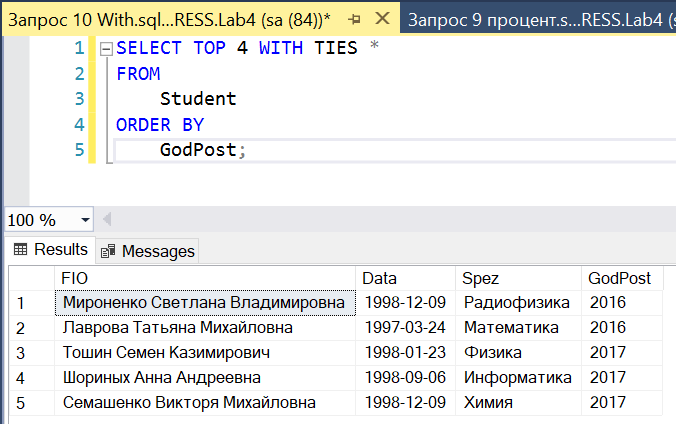 Запрос 10 With.sql...RESS.Lab4 (sa (84))* Запрос 9 процент.s...RESS.Lab4 (s
1 SELECT TOP 4 WITH TIES *
2 FROM
3 Student
4 ORDER BY
5 GodPost;
100 %
Results Messages
FIO Data Spez GodPost
1 Мироненко Светлана Владимировна 1998-12-09 Радиофизика 2016
2 Лаврова Татьяна Михайловна 1997-03-24 Математика 2016
3 Тошин Семен Казимирович 1998-01-23 Физика 2017
4 Шориных Анна Андреевна 1998-09-06 Информатика 2017
5 Семашенко Викторя Михайловна 1998-12-09 Химия 2017